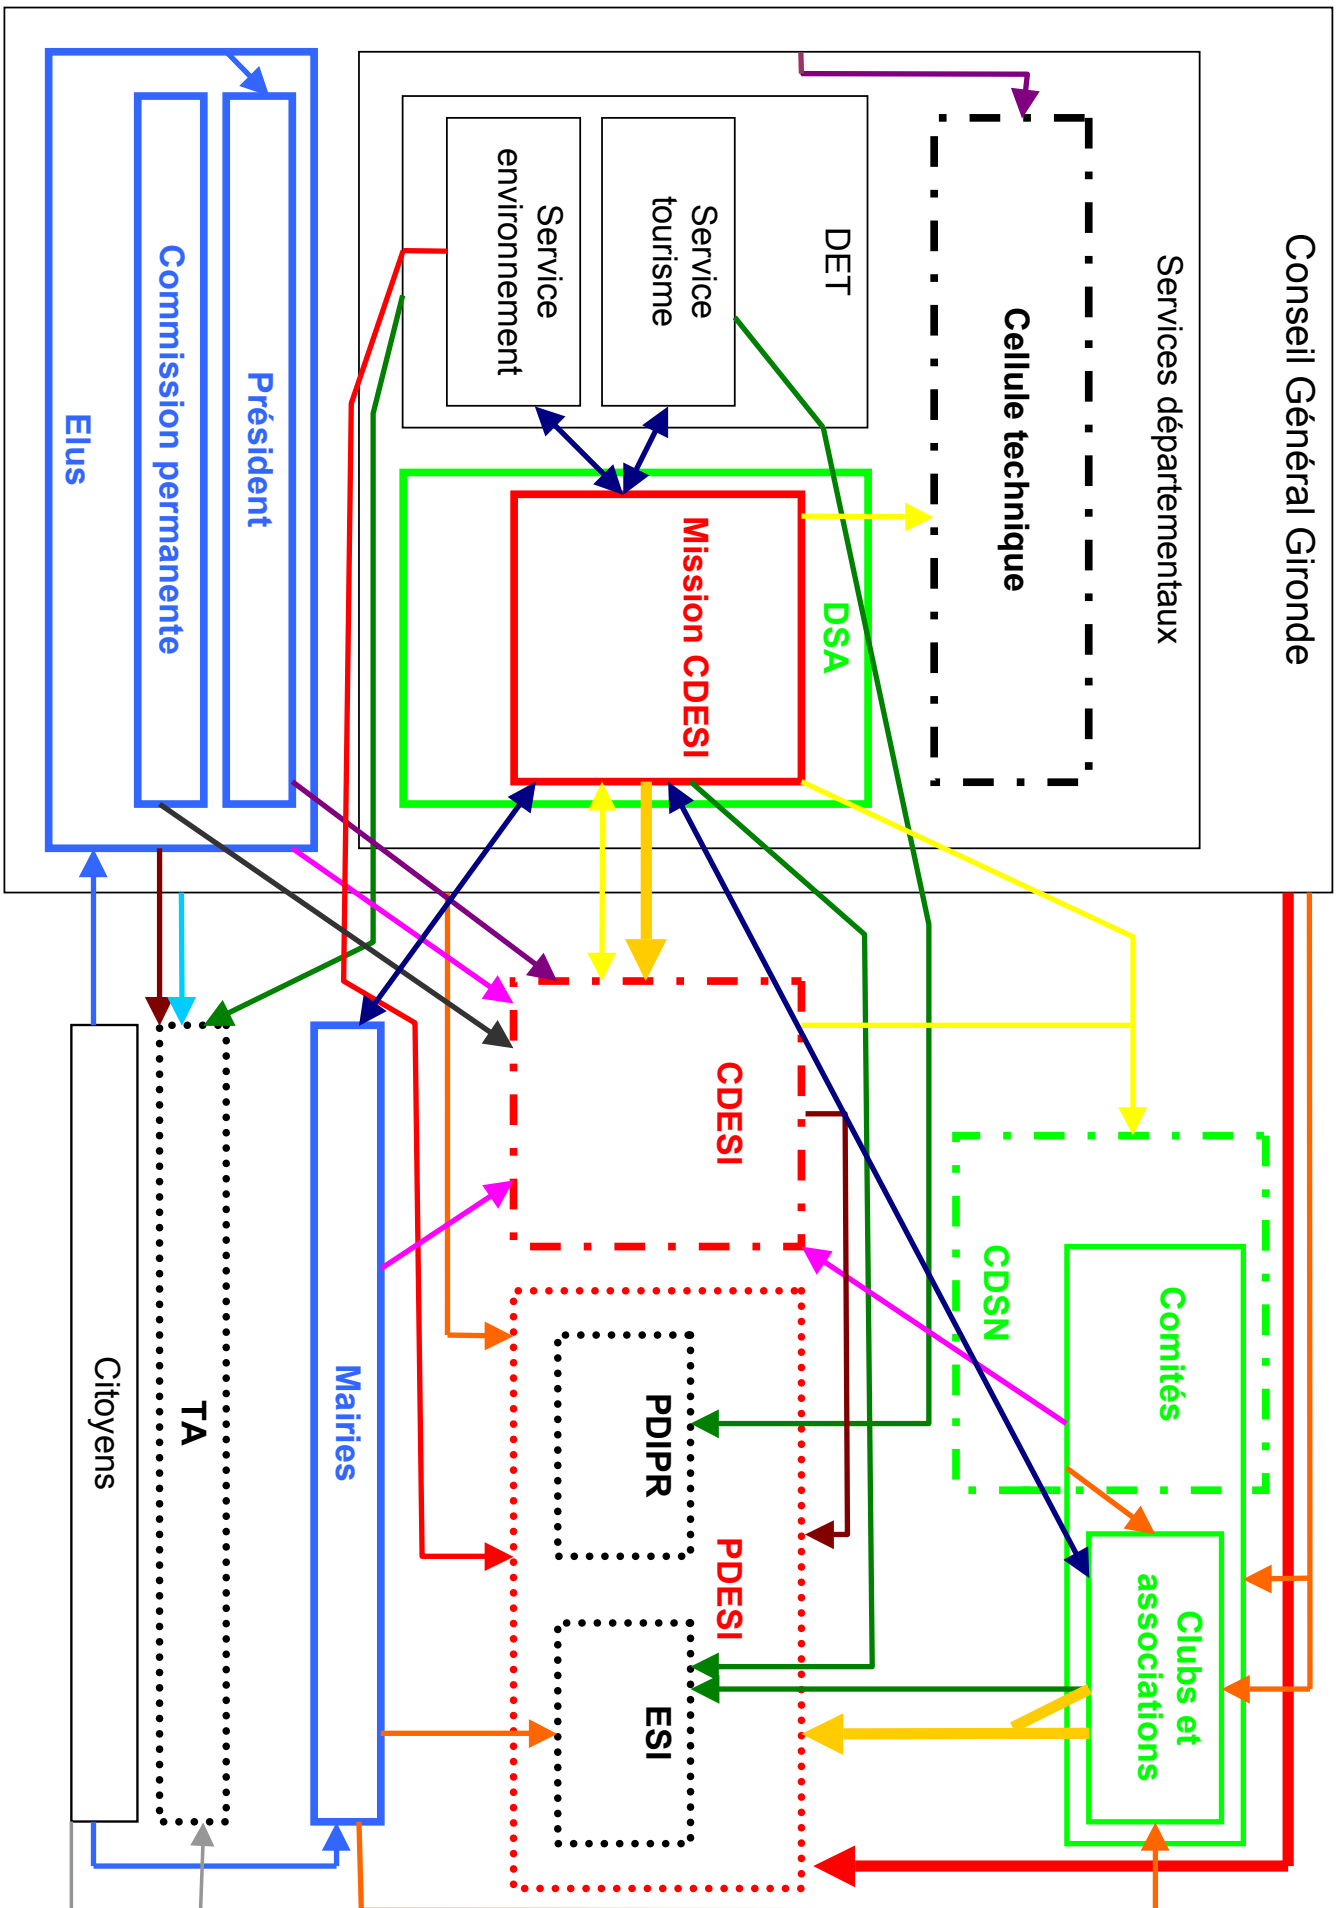 Conseil Général Gironde
Services départementaux
Cellule technique
DET
Service
tourisme
Service
environnement
DSA
Mission CDESI
Président
Commission permanente
Elus
CDESI
CDSN
Comités
Clubs et
associations
PDESI
PDIPR
ESI
Mairies
TA
Citoyens